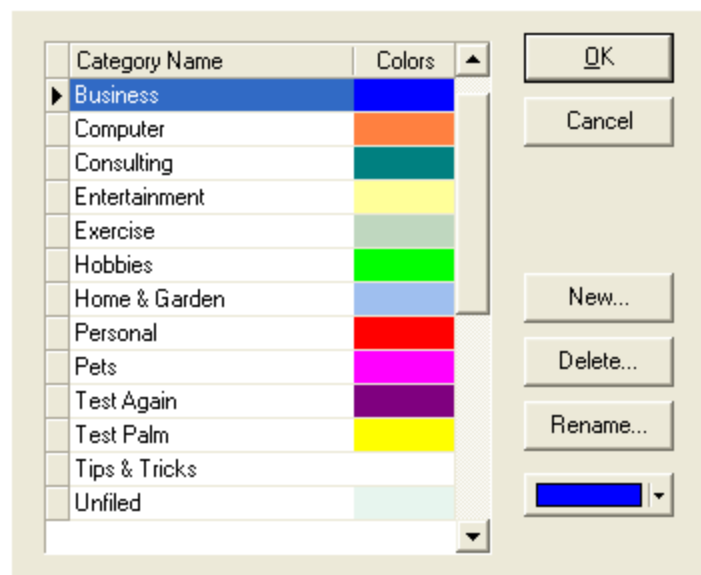 Category Name Colors
Business
Computer
Consulting
Entertainment
Exercise
Hobbies
Home & Garden
Personal
Pets
Test Again
Test Palm
Tips & Tricks
Unfiled
OK
Cancel
New...
Delete...
Rename...